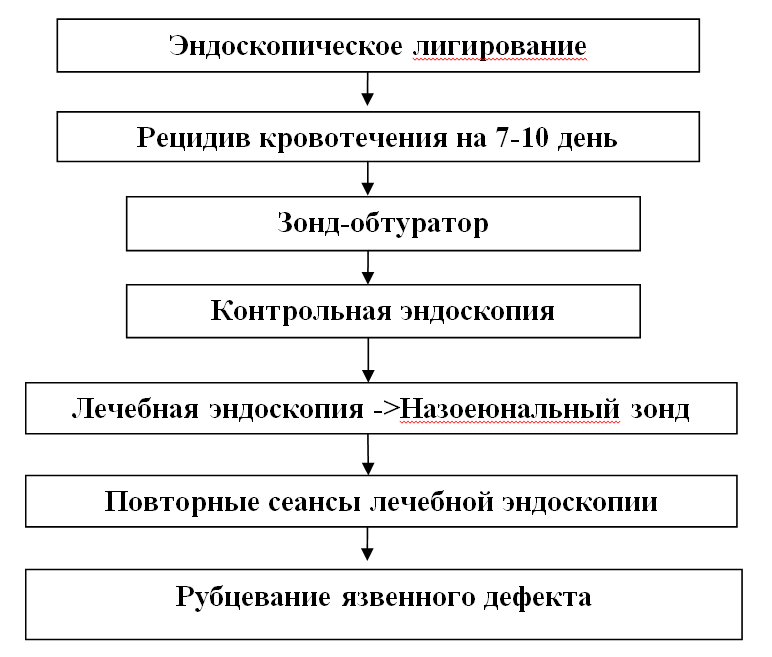 Эндоскопическое лигирование
Рецидив кровотечения на 7-10 день
Зонд-обтуратор
Контрольная эндоскопия
Лечебная эндоскопия ->Назоеюнальный зонд
Повторные сеансы лечебной эндоскопии
Рубцевание язвенного дефекта